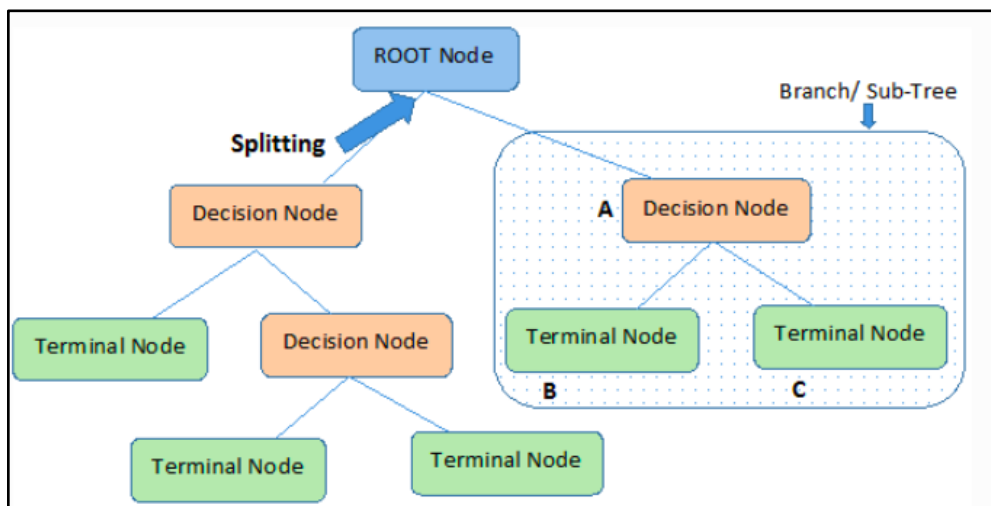 ROOT Node
Branch/ Sub-Tree
Splitting
Decision Node
A
Decision Node
Terminal Node
Decision Node
Terminal Node
Terminal Node
B
C
Terminal Node
Terminal Node